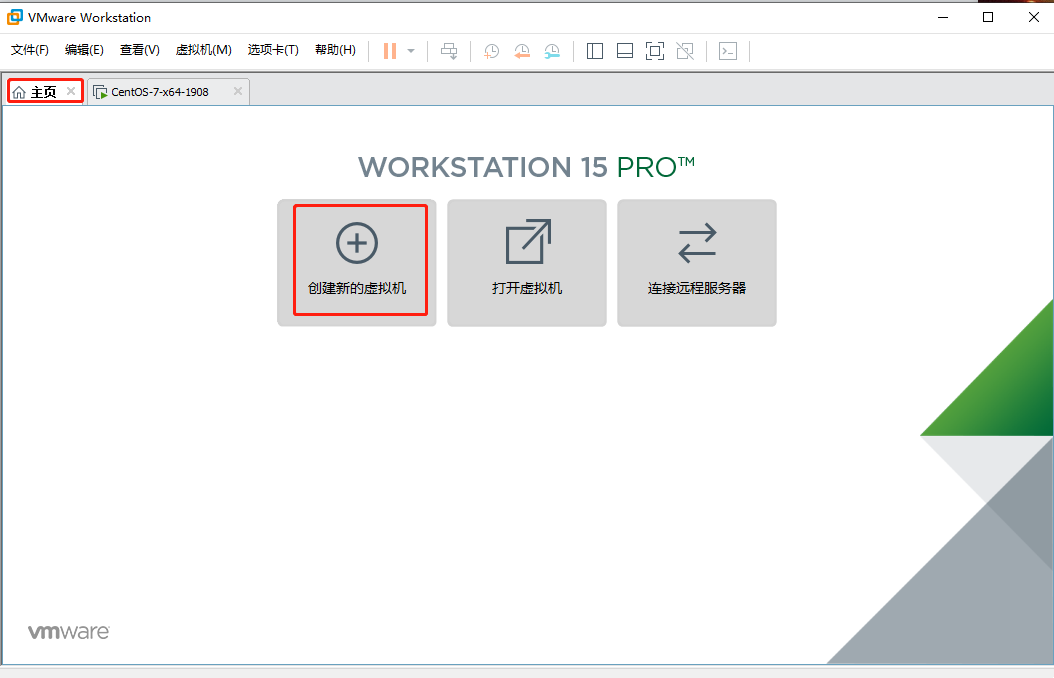 VMware Workstation
文件(F) 编辑(E) 查看(V) 虚拟机(M) 选项卡(T) 帮助(H)
主页 CentOS-7-x64-1908
WORKSTATION 15 PRO™
创建新的虚拟机 打开虚拟机 连接远程服务器
vmware